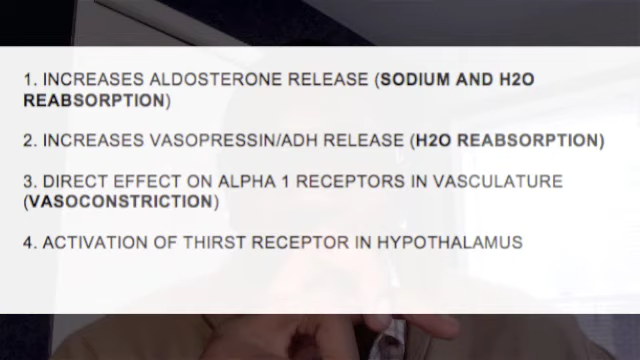 1. INCREASES ALDOSTERONE RELEASE (SODIUM AND H2O
REABSORPTION)
2. INCREASES VASOPRESSIN/ADH RELEASE (H2O REABSORPTION)
3. DIRECT EFFECT ON ALPHA 1 RECEPTORS IN VASCULATURE
(VASOCONSTRICTION)
4. ACTIVATION OF THIRST RECEPTOR IN HYPOTHALAMUS